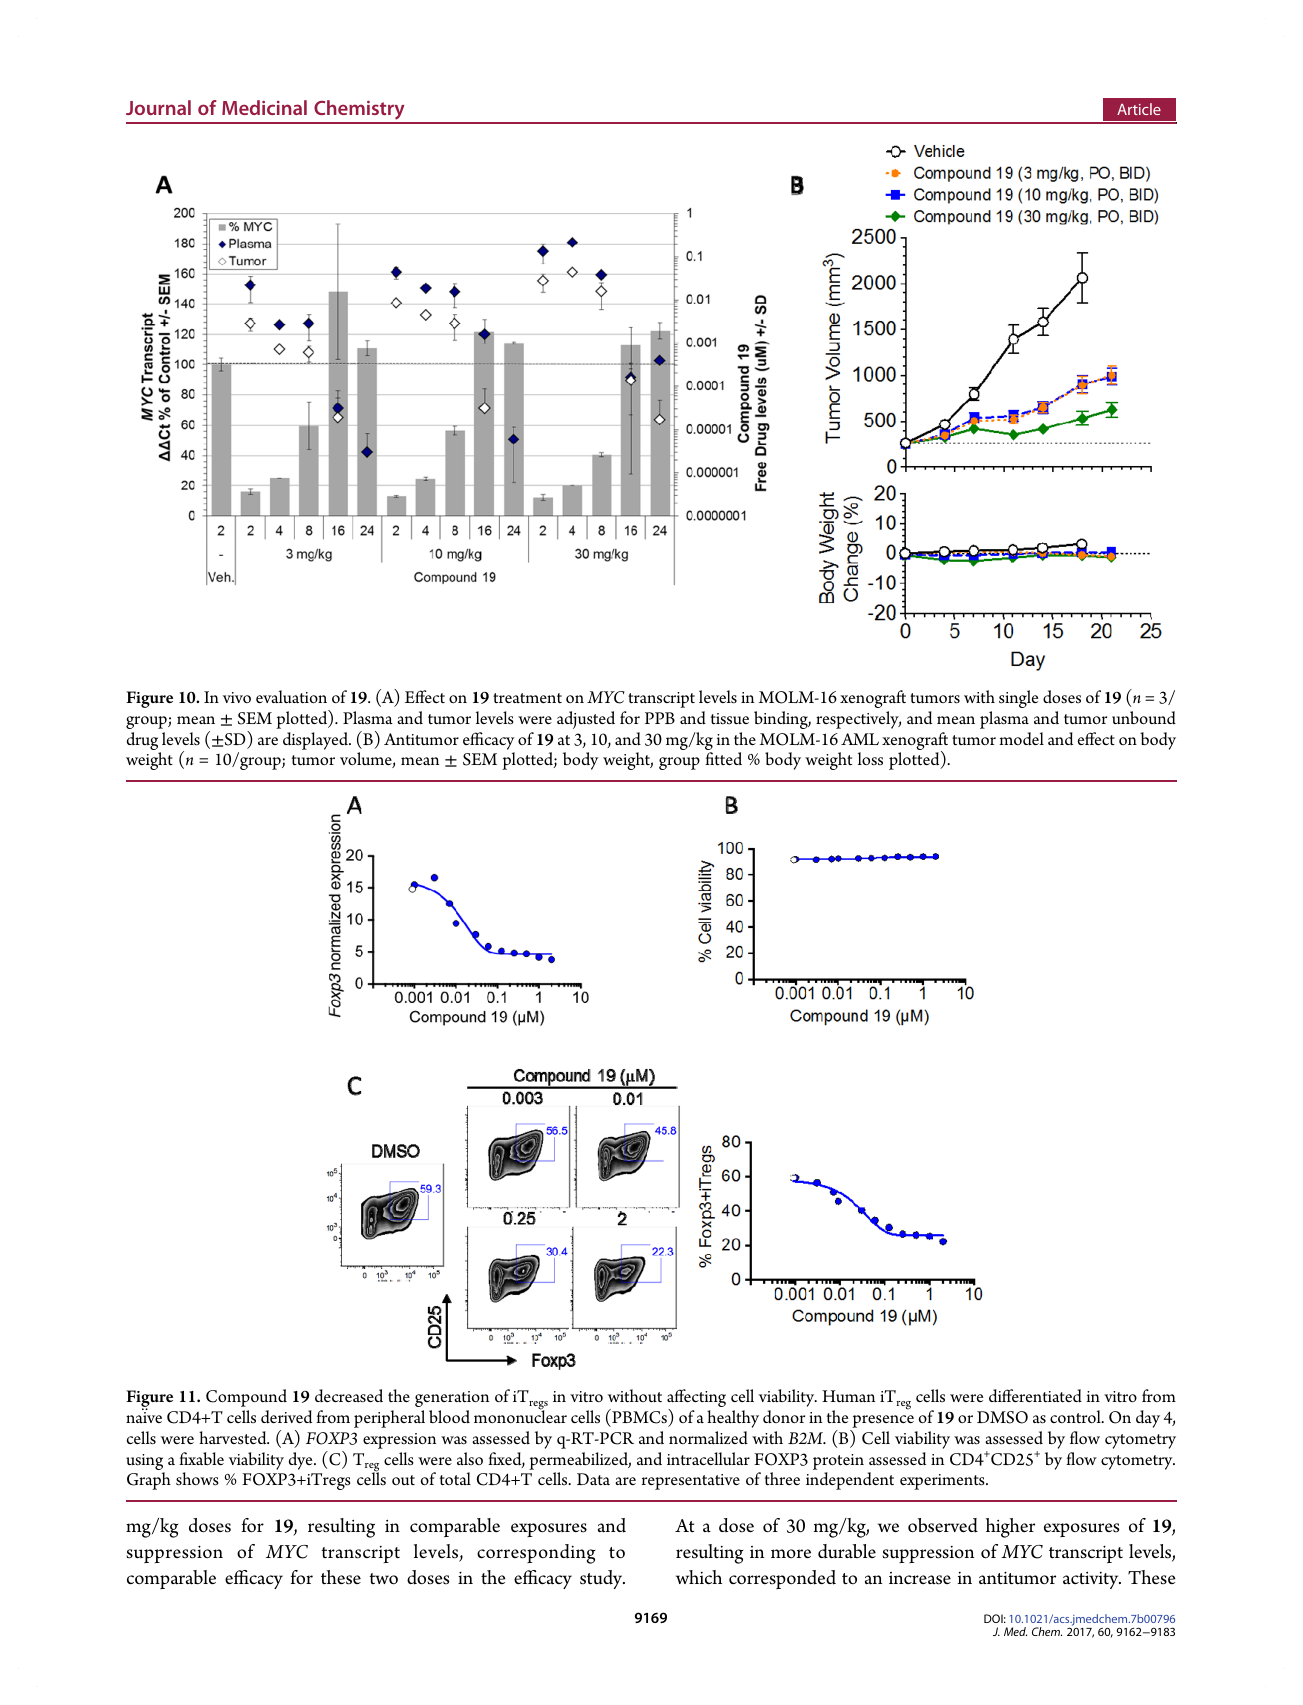 Journal of Medicinal Chemistry
Article
A
200
180
160
140
120
100
80
60
40
20
0
MYC Transcript
ΔΔCt % of Control +/- SEM
% MYC
Plasma
Tumor
1
0.1
0.01
0.001
0.0001
0.00001
0.000001
0.0000001
Compound 19
Free Drug levels (uM) +/- SD
2 2 4 8 16 24 2 4 8 16 24 2 4 8 16 24
- 3 mg/kg 10 mg/kg 30 mg/kg
Veh. Compound 19
B
Vehicle
Compound 19 (3 mg/kg, PO, BID)
Compound 19 (10 mg/kg, PO, BID)
Compound 19 (30 mg/kg, PO, BID)
2500
2000
1500
1000
500
0
Tumor Volume (mm³)
20
10
0
-10
-20
Body Weight
Change (%)
0 5 10 15 20 25
Day
Figure 10. In vivo evaluation of 19. (A) Effect on 19 treatment on MYC transcript levels in MOLM-16 xenograft tumors with single doses of 19 (n = 3/
group; mean ± SEM plotted). Plasma and tumor levels were adjusted for PPB and tissue binding, respectively, and mean plasma and tumor unbound
drug levels (±SD) are displayed. (B) Antitumor efficacy of 19 at 3, 10, and 30 mg/kg in the MOLM-16 AML xenograft tumor model and effect on body
weight (n = 10/group; tumor volume, mean ± SEM plotted; body weight, group fitted % body weight loss plotted).
A
Foxp3 normalized expression
20
15
10
5
0
0.001 0.01 0.1 1 10
Compound 19 (µM)
B
% Cell viability
100
80
60
40
20
0
0.001 0.01 0.1 1 10
Compound 19 (µM)
C
Compound 19 (µM)
0.003 0.01
DMSO
56.5
45.8
59.3
10⁵
10⁴
10³
0
0 10³ 10⁴ 10⁵
0.25 2
30.4
22.3
0 10³ 10⁴ 10⁵
0 10³ 10⁴ 10⁵
CD25
Foxp3
% Foxp3+iTregs
80
60
40
20
0
0.001 0.01 0.1 1 10
Compound 19 (µM)
Figure 11. Compound 19 decreased the generation of iTregs in vitro without affecting cell viability. Human iTreg cells were differentiated in vitro from
naïve CD4+T cells derived from peripheral blood mononuclear cells (PBMCs) of a healthy donor in the presence of 19 or DMSO as control. On day 4,
cells were harvested. (A) FOXP3 expression was assessed by q-RT-PCR and normalized with B2M. (B) Cell viability was assessed by flow cytometry
using a fixable viability dye. (C) Treg cells were also fixed, permeabilized, and intracellular FOXP3 protein assessed in CD4⁺CD25⁺ by flow cytometry.
Graph shows % FOXP3+iTregs cells out of total CD4+T cells. Data are representative of three independent experiments.
mg/kg doses for 19, resulting in comparable exposures and
suppression of MYC transcript levels, corresponding to
comparable efficacy for these two doses in the efficacy study.
At a dose of 30 mg/kg, we observed higher exposures of 19,
resulting in more durable suppression of MYC transcript levels,
which corresponded to an increase in antitumor activity. These
9169
DOI: 10.1021/acs.jmedchem.7b00796
J. Med. Chem. 2017, 60, 9162−9183